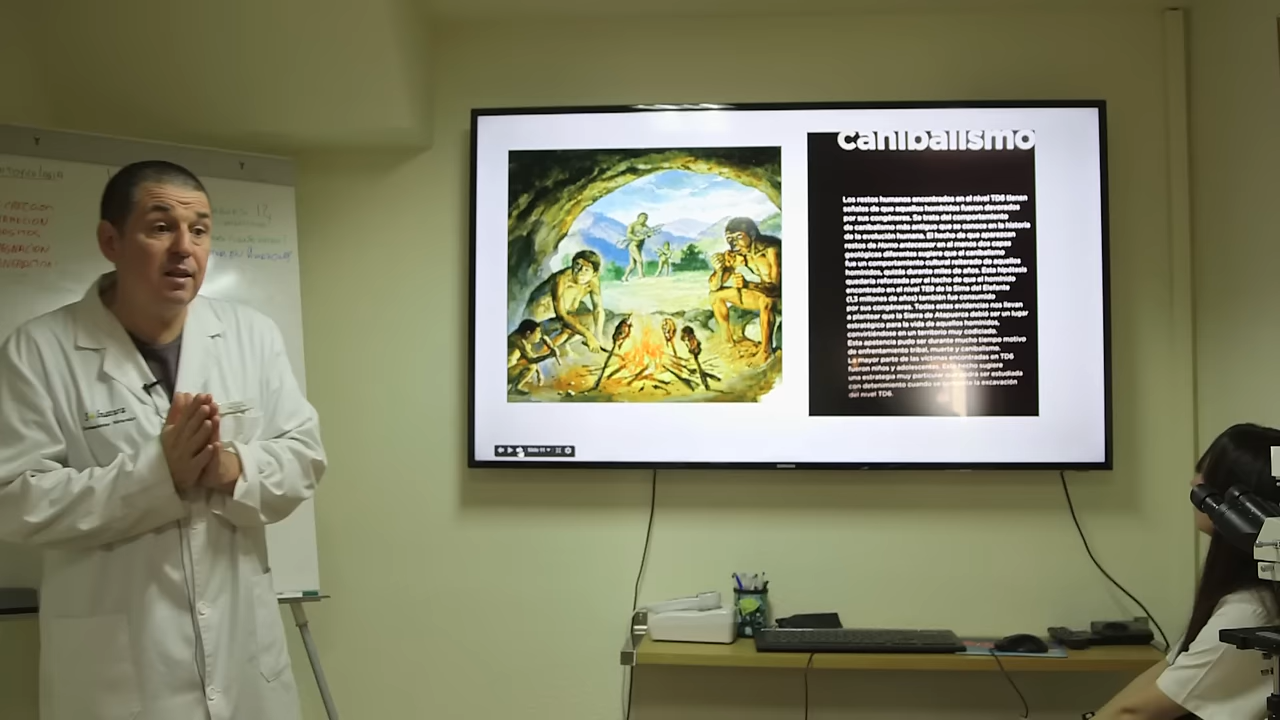 canibalismo
Los restos humanos encontrados en el nivel TD6 tienen
señales de que aquellos homínidos fueron devorados
por sus congéneres. Se trata del comportamiento
de canibalismo más antiguo que se conoce en la historia
de la evolución humana. El hecho de que aparezcan
restos de Homo antecessor en al menos dos capas
geológicas diferentes sugiere que el canibalismo
fue un comportamiento cultural reiterado de aquellos
homínidos, quizás durante miles de años. Esta hipótesis
quedaría reforzada por el hecho de que el homínido
encontrado en el nivel TE9 de la Sima del Elefante
(1,3 millones de años) también fue consumido
por sus congéneres. Todas estas evidencias nos llevan
a plantear que la Sierra de Atapuerca debió ser un lugar
estratégico para la vida de aquellos homínidos,
convirtiéndose en un territorio muy codiciado.
Esta apetencia pudo ser durante mucho tiempo motivo
de enfrentamiento tribal, muerte y canibalismo.
La mayor parte de las víctimas encontradas en TD6
fueron niños y adolescentes. Este hecho sugiere
una estrategia muy particular que podrá ser estudiada
con detenimiento cuando se la excavación
del nivel TD6.
Slide 11
SAMSUNG